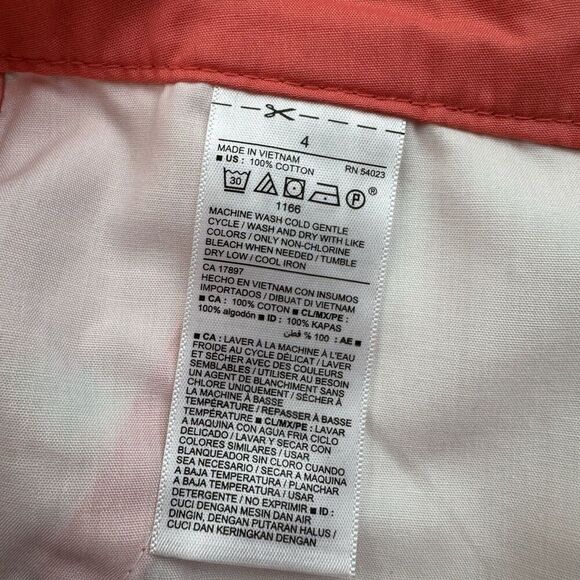 4
MADE IN VIETNAM RN 54023
■ US : 100% COTTON
30 P ®
1166
MACHINE WASH COLD GENTLE
CYCLE / WASH AND DRY WITH LIKE
COLORS / ONLY NON-CHLORINE
BLEACH WHEN NEEDED / TUMBLE
DRY LOW / COOL IRON
CA 17897
HECHO EN VIETNAM CON INSUMOS
IMPORTADOS / DIBUAT DI VIETNAM
■ CA : 100% COTON ■ CL/MX/PE :
100% algodón ■ ID : 100% KAPAS
■ AE : 100 % قطن
■ CA : LAVER À LA MACHINE À L'EAU
FROIDE AU CYCLE DÉLICAT / LAVER
ET SÉCHER AVEC DES COULEURS
SEMBLABLES / UTILISER AU BESOIN
UN AGENT DE BLANCHIMENT SANS
CHLORE UNIQUEMENT / SÉCHER À
LA MACHINE À BASSE
TEMPÉRATURE / REPASSER À BASSE
TEMPÉRATURE ■ CL/MX/PE : LAVAR
A MAQUINA CON AGUA FRIA CICLO
DELICADO / LAVAR Y SECAR CON
COLORES SIMILARES / USAR
BLANQUEADOR SIN CLORO CUANDO
SEA NECESARIO / SECAR A MAQUINA
A BAJA TEMPERATURA / PLANCHAR
A BAJA TEMPERATURA / USAR
DETERGENTE / NO EXPRIMIR ■ ID :
CUCI DENGAN MESIN DAN AIR
DINGIN, DENGAN PUTARAN HALUS /
CUCI DAN KERINGKAN DENGAN